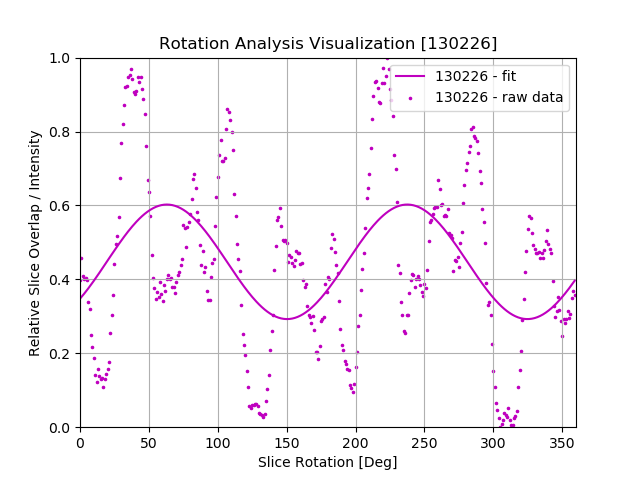 Rotation Analysis Visualization [130226]
130226 - fit
130226 - raw data
Relative Slice Overlap / Intensity
1.0
0.8
0.6
0.4
0.2
0.0
0 50 100 150 200 250 300 350
Slice Rotation [Deg]